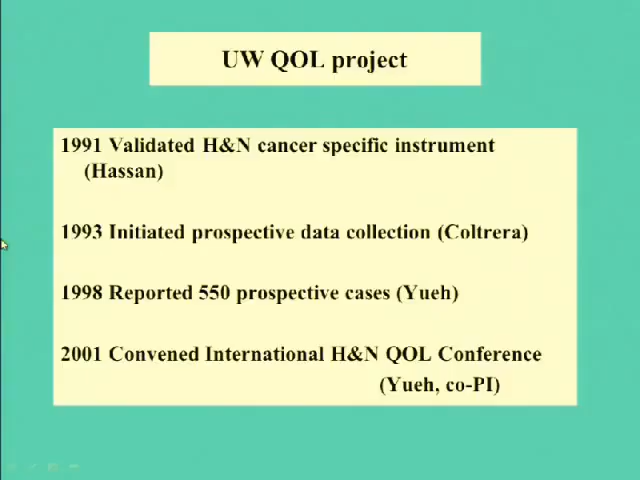 UW QOL project
1991 Validated H&N cancer specific instrument
(Hassan)
1993 Initiated prospective data collection (Coltrera)
1998 Reported 550 prospective cases (Yueh)
2001 Convened International H&N QOL Conference
(Yueh, co-PI)